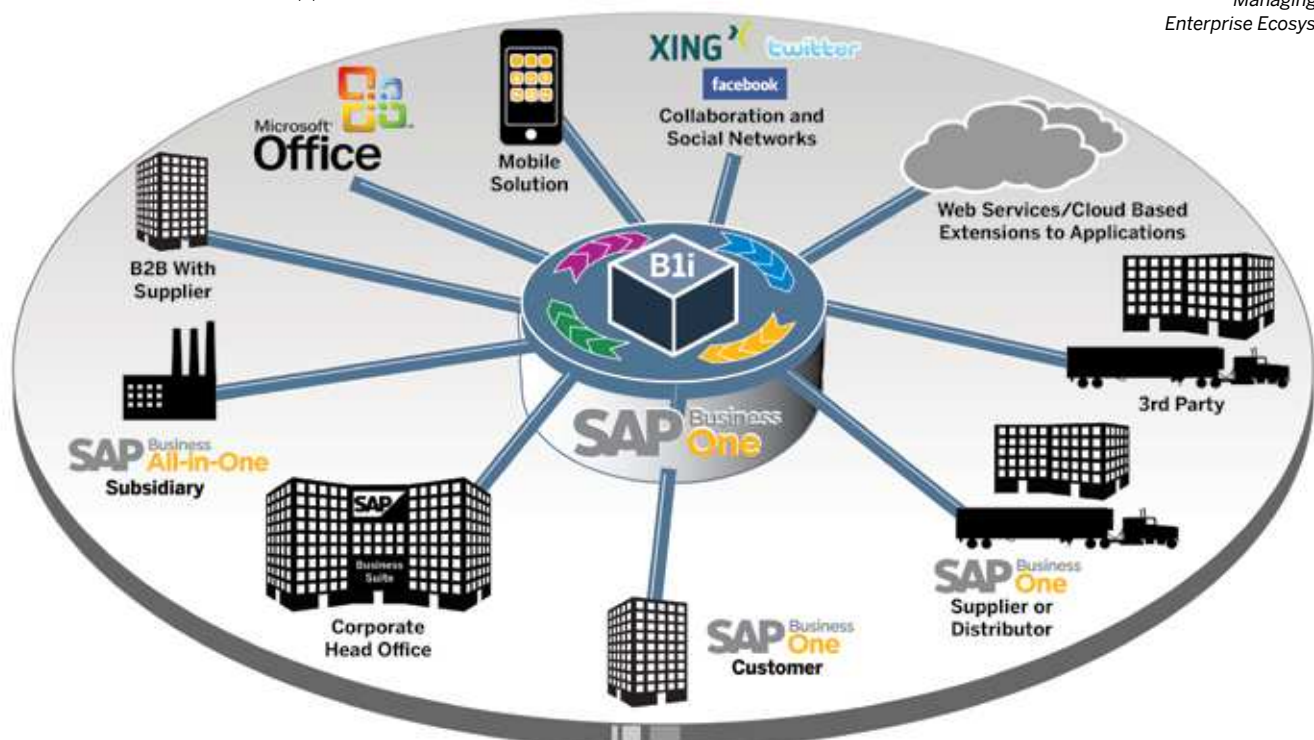 Managing
Enterprise Ecosys
XING
twitter
facebook
Collaboration and
Social Networks
Microsoft
Office
Mobile
Solution
Web Services/Cloud Based
Extensions to Applications
B2B With
Supplier
B1i
3rd Party
SAP Business
All-in-One
Subsidiary
SAP Business
One
SAP
Business
Suite
Corporate
Head Office
SAP Business
One
Supplier or
Distributor
SAP Business
One
Customer